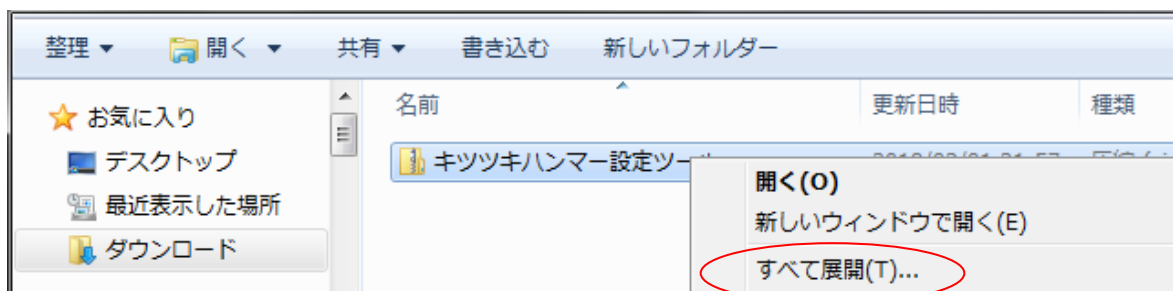 整理 ▼ 開く ▼ 共有 ▼ 書き込む 新しいフォルダー
お気に入り
デスクトップ
最近表示した場所
ダウンロード
名前 更新日時 種類
キツツキハンマー設定ツール
開く(O)
新しいウィンドウで開く(E)
すべて展開(T)...